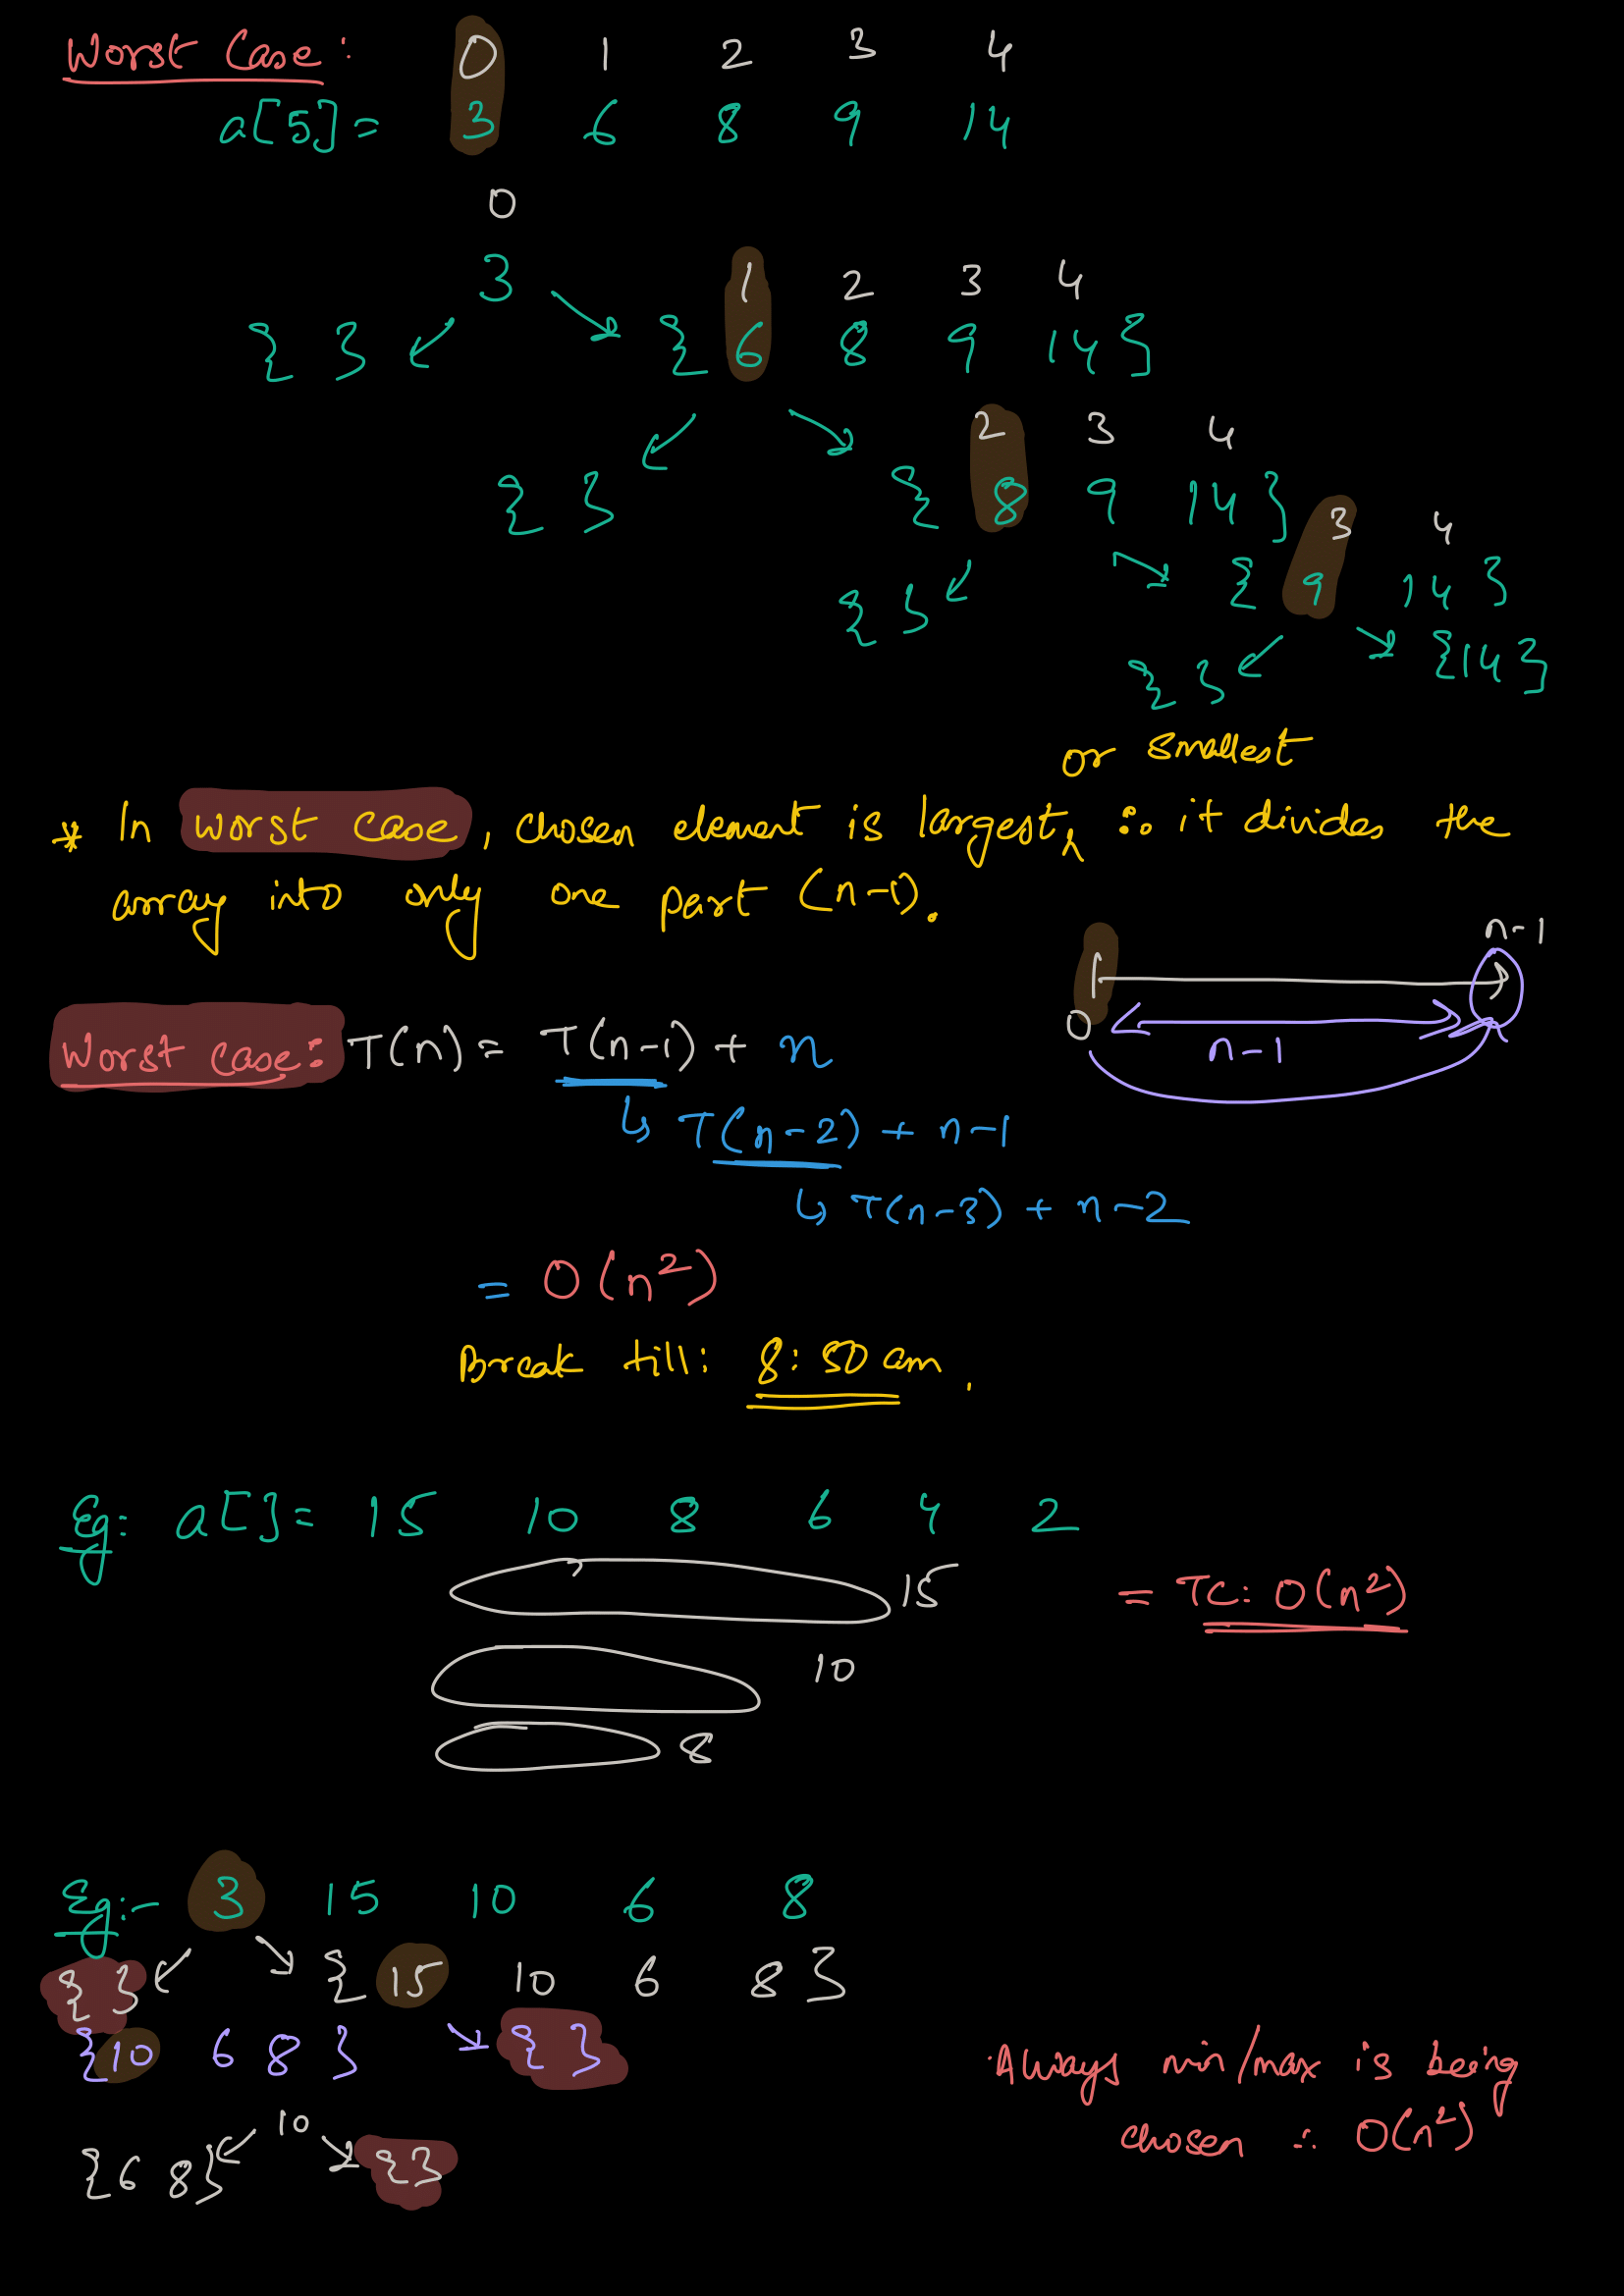 Worst Case: 0 1 2 3 4
a[5] = 3 6 8 9 14
0
3 1 2 3 4
{ } { 6 8 9 14 }
2 3 4
{ } { 8 9 14 }
3 4
{ } { 9 14 }
{ } {14}
or smallest
* In worst case, chosen element is largest, ∴ it divides the
array into only one part (n-1).
n-1
0 n-1
Worst case: T(n) = T(n-1) + n
↳ T(n-2) + n-1
↳ T(n-3) + n-2
= O(n²)
Break till: 8:50 am.
Eg: a[] = 15 10 8 6 4 2
15
= TC: O(n²)
10
8
Eg:- 3 15 10 6 8
{ } { 15 10 6 8 }
{10 6 8 } { }
10
{6 8} { }
Always min/max is being
chosen ∴ O(n²)